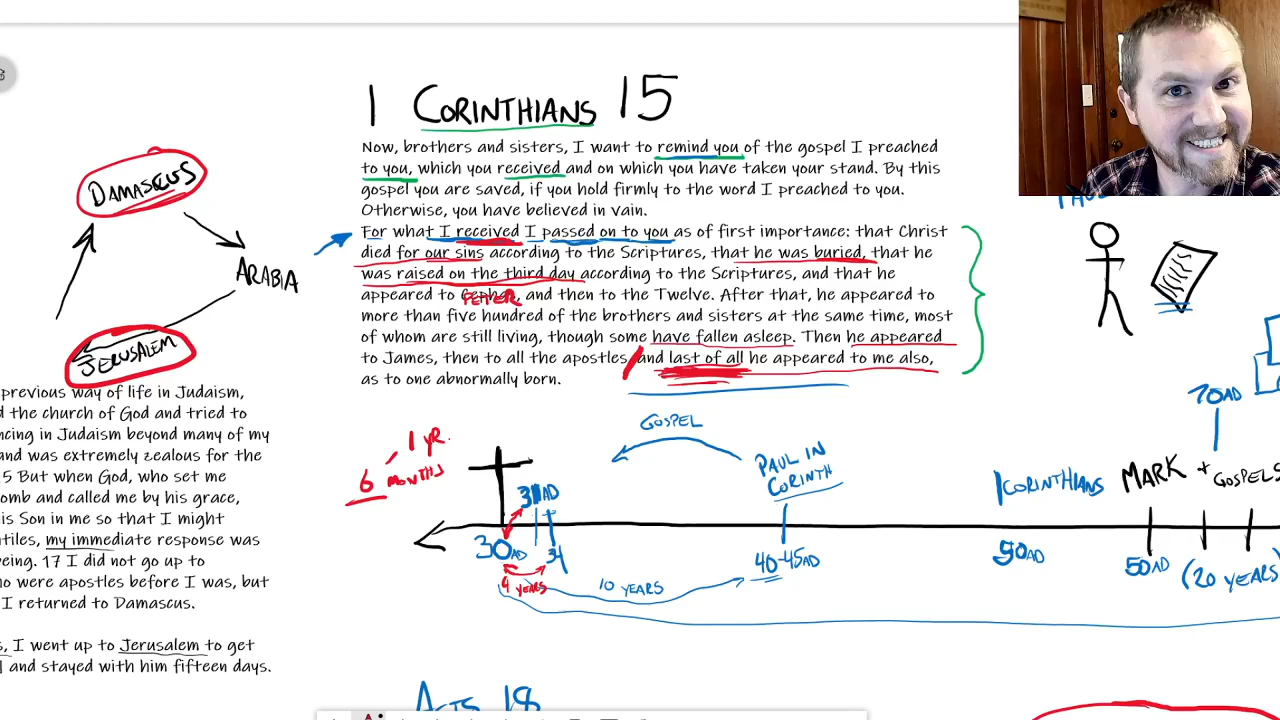 1 CORINTHIANS 15
Now, brothers and sisters, I want to remind you of the gospel I preached
to you, which you received and on which you have taken your stand. By this
gospel you are saved, if you hold firmly to the word I preached to you.
Otherwise, you have believed in vain.
For what I received I passed on to you as of first importance: that Christ
died for our sins according to the Scriptures, that he was buried, that he
was raised on the third day according to the Scriptures, and that he
appeared to PETER, and then to the Twelve. After that, he appeared to
more than five hundred of the brothers and sisters at the same time, most
of whom are still living, though some have fallen asleep. Then he appeared
to James, then to all the apostles, and last of all he appeared to me also,
as to one abnormally born.
DAMASCUS
ARABIA
JERUSALEM
previous way of life in Judaism,
the church of God and tried to
ncing in Judaism beyond many of my
and was extremely zealous for the
5 But when God, who set me
omb and called me by his grace,
is Son in me so that I might
ntiles, my immediate response was
eing. 17 I did not go up to
ho were apostles before I was, but
I returned to Damascus.
s, I went up to Jerusalem to get
and stayed with him fifteen days.
1 YR.
6 MONTHS
GOSPEL
PAUL IN
CORINTH
1 CORINTHIANS
70AD
MARK + GOSPELS
30AD
34
4 YEARS
10 YEARS
40-45AD
50AD
(20 YEARS)
ACTS 18